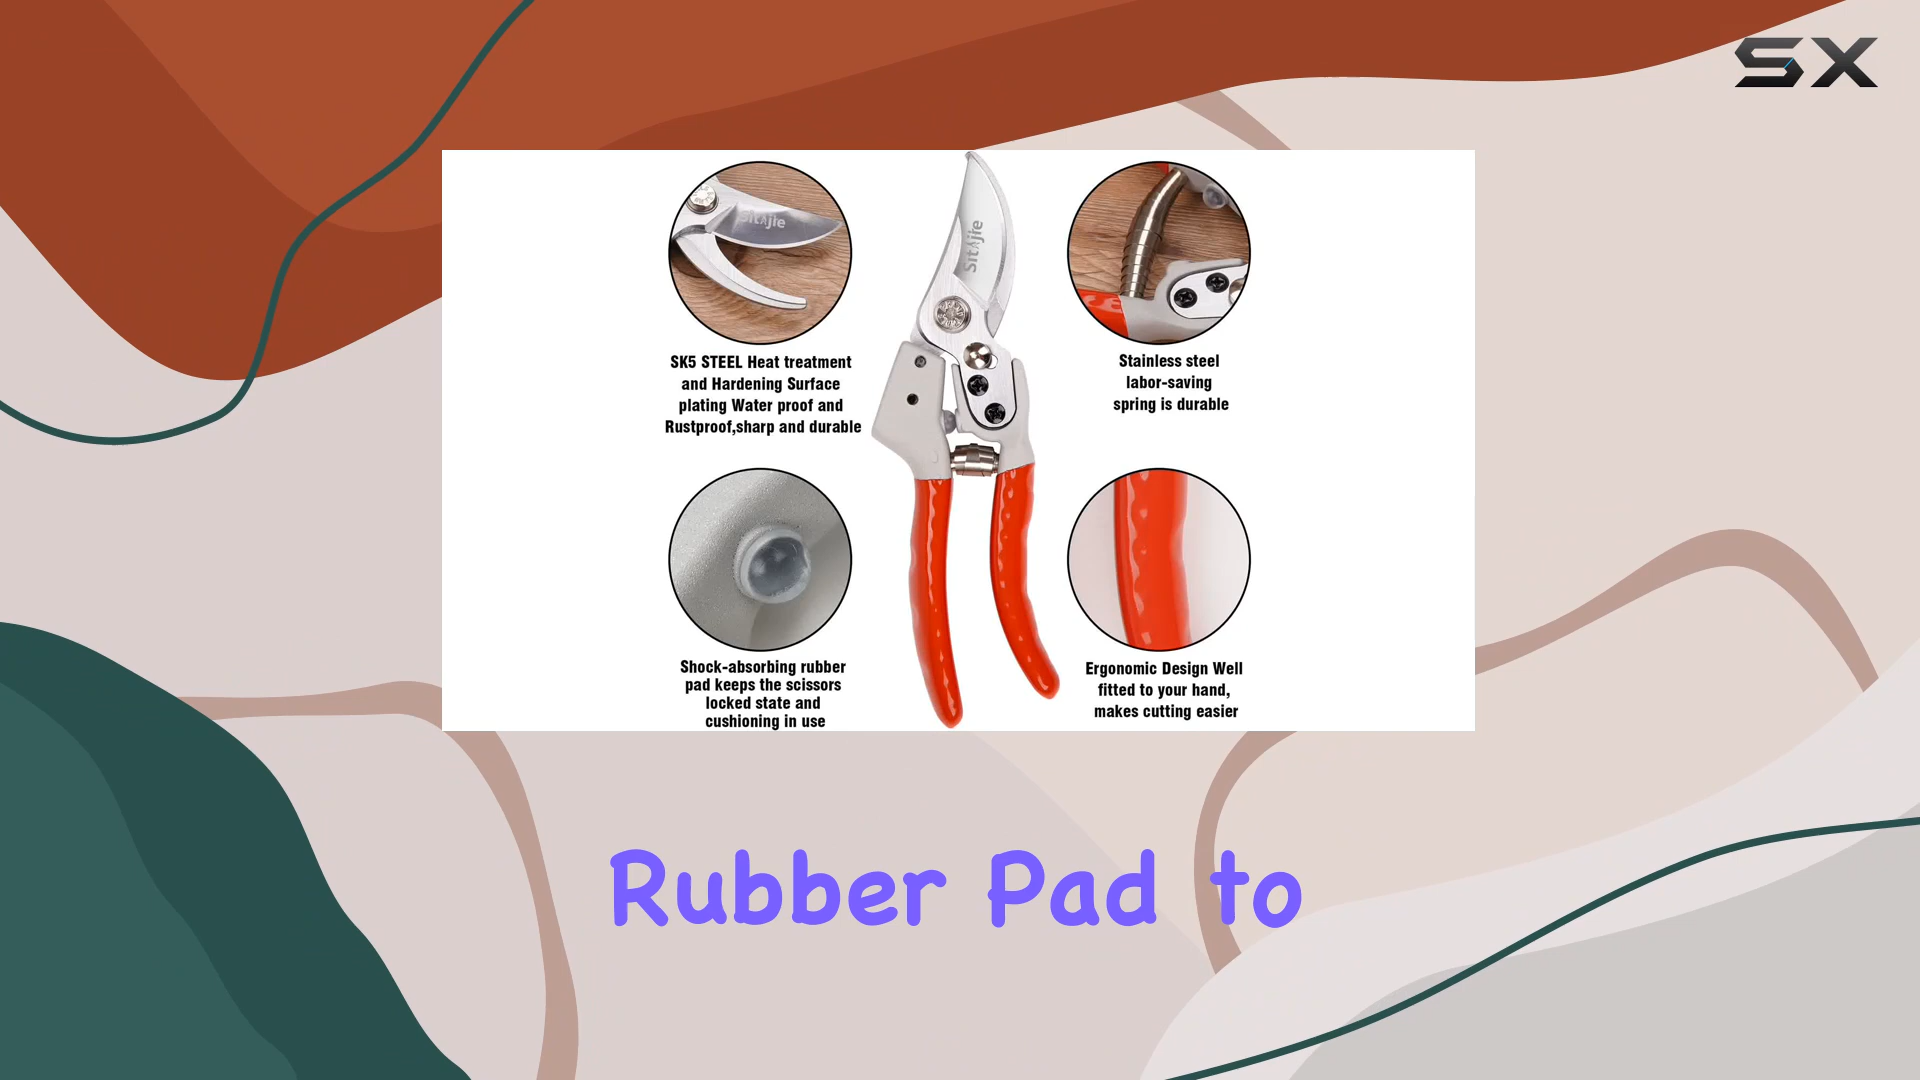 SX
SitAjie
SitAjie
SK5 STEEL Heat treatment
and Hardening Surface
plating Water proof and
Rustproof,sharp and durable
Stainless steel
labor-saving
spring is durable
Shock-absorbing rubber
pad keeps the scissors
locked state and
cushioning in use
Ergonomic Design Well
fitted to your hand,
makes cutting easier
Rubber Pad to